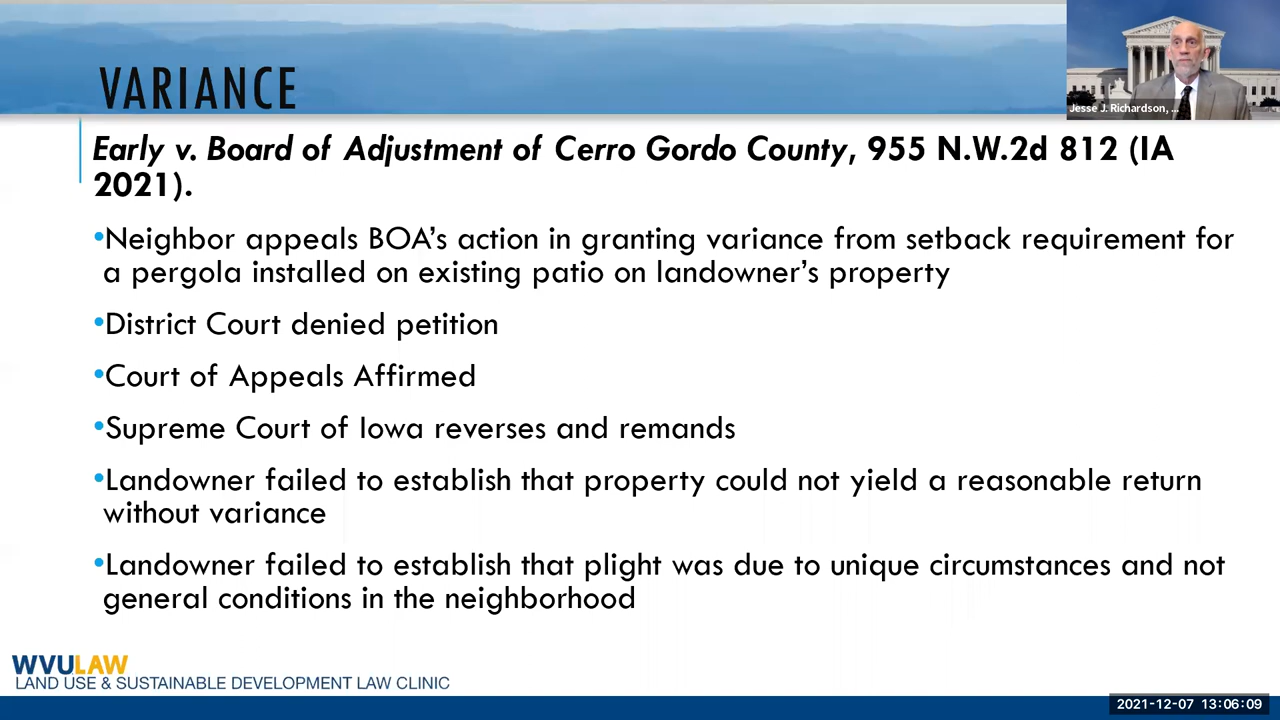 VARIANCE
Jesse J. Richardson, ...
Early v. Board of Adjustment of Cerro Gordo County, 955 N.W.2d 812 (IA
2021).
•Neighbor appeals BOA’s action in granting variance from setback requirement for
a pergola installed on existing patio on landowner’s property
•District Court denied petition
•Court of Appeals Affirmed
•Supreme Court of Iowa reverses and remands
•Landowner failed to establish that property could not yield a reasonable return
without variance
•Landowner failed to establish that plight was due to unique circumstances and not
general conditions in the neighborhood
WVULAW
LAND USE & SUSTAINABLE DEVELOPMENT LAW CLINIC
2021-12-07 13:06:09